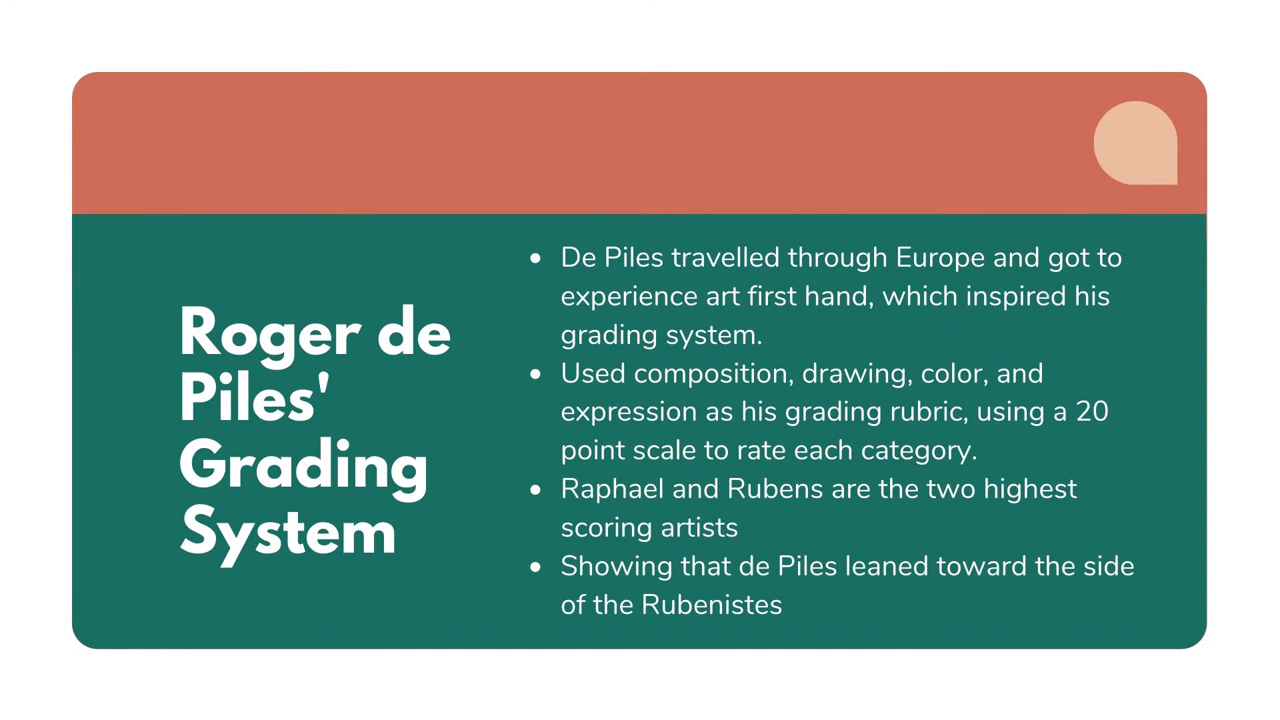 Roger de
Piles'
Grading
System
• De Piles travelled through Europe and got to
experience art first hand, which inspired his
grading system.
• Used composition, drawing, color, and
expression as his grading rubric, using a 20
point scale to rate each category.
• Raphael and Rubens are the two highest
scoring artists
• Showing that de Piles leaned toward the side
of the Rubenistes